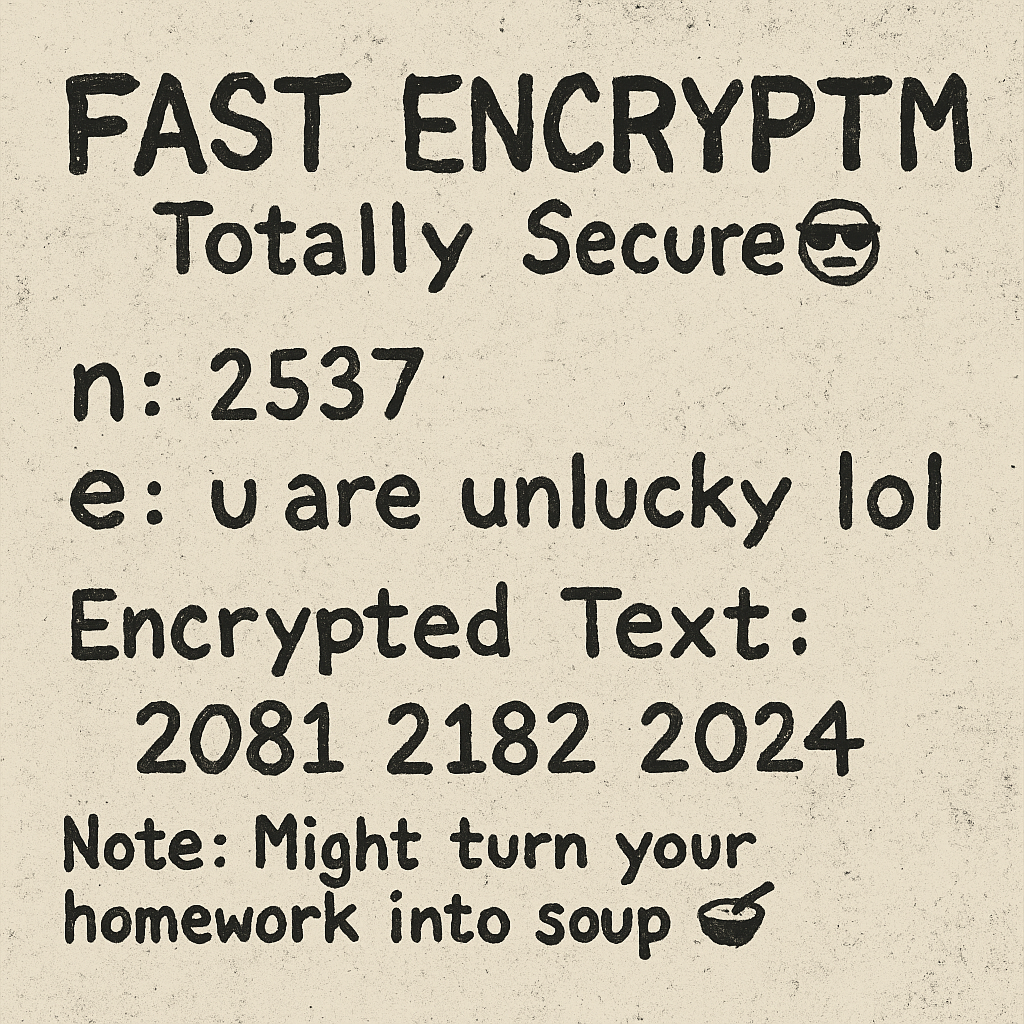 FAST ENCRYPTM
Totally Secure😎
n: 2537
e: u are unlucky lol
Encrypted Text:
2081 2182 2024
Note: Might turn your
homework into soup 🥣